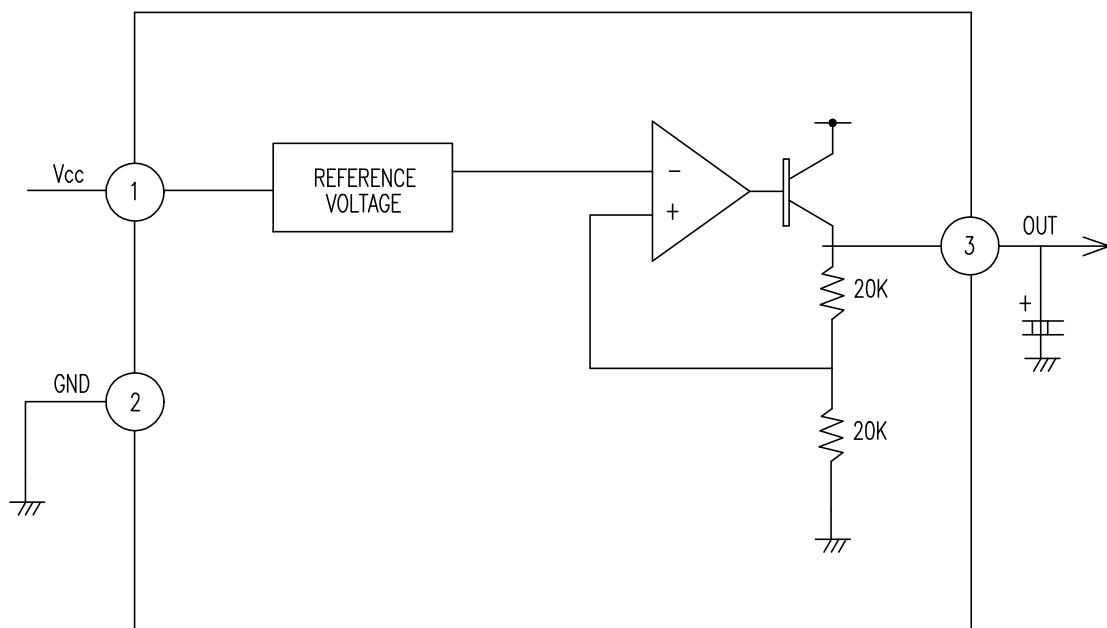 Vcc
1
REFERENCE
VOLTAGE
-
+
OUT
3
20K
+
GND
2
20K